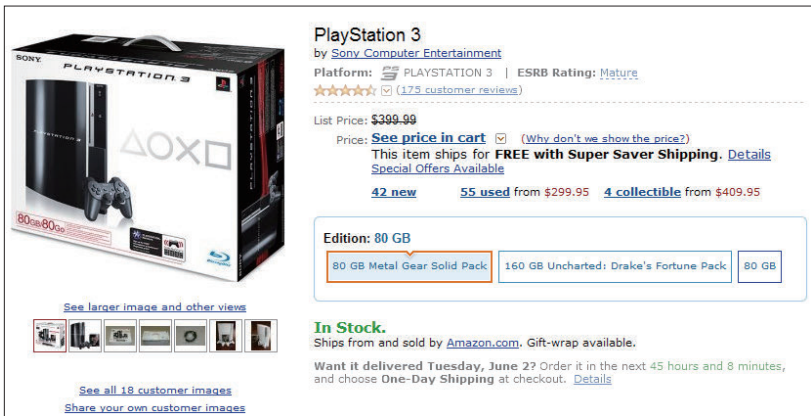 SONY
PLAYSTATION 3
PLAYSTATION 3
80GB/80Go
See larger image and other views
See all 18 customer images
Share your own customer images
PlayStation 3
by Sony Computer Entertainment
Platform: PLAYSTATION 3 | ESRB Rating: Mature
(175 customer reviews)
List Price: $399.99
Price: See price in cart (Why don't we show the price?)
This item ships for FREE with Super Saver Shipping. Details
Special Offers Available
42 new 55 used from $299.95 4 collectible from $409.95
Edition: 80 GB
80 GB Metal Gear Solid Pack 160 GB Uncharted: Drake's Fortune Pack 80 GB
In Stock.
Ships from and sold by Amazon.com. Gift-wrap available.
Want it delivered Tuesday, June 2? Order it in the next 45 hours and 8 minutes,
and choose One-Day Shipping at checkout. Details